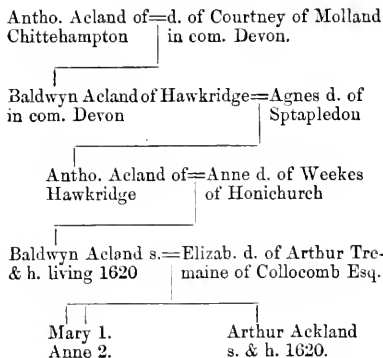 Antho. Acland of=d. of Courtney of Molland
Chittehampton in com. Devon.
Baldwyn Acland of Hawkridge=Agnes d. of
in com. Devon Sptapledon
Antho. Acland of=Anne d. of Weekes
Hawkridge of Honichurch
Baldwyn Acland s.=Elizab. d. of Arthur Tre-
& h. living 1620 maine of Collocomb Esq.
Mary 1. Arthur Ackland
Anne 2. s. & h. 1620.